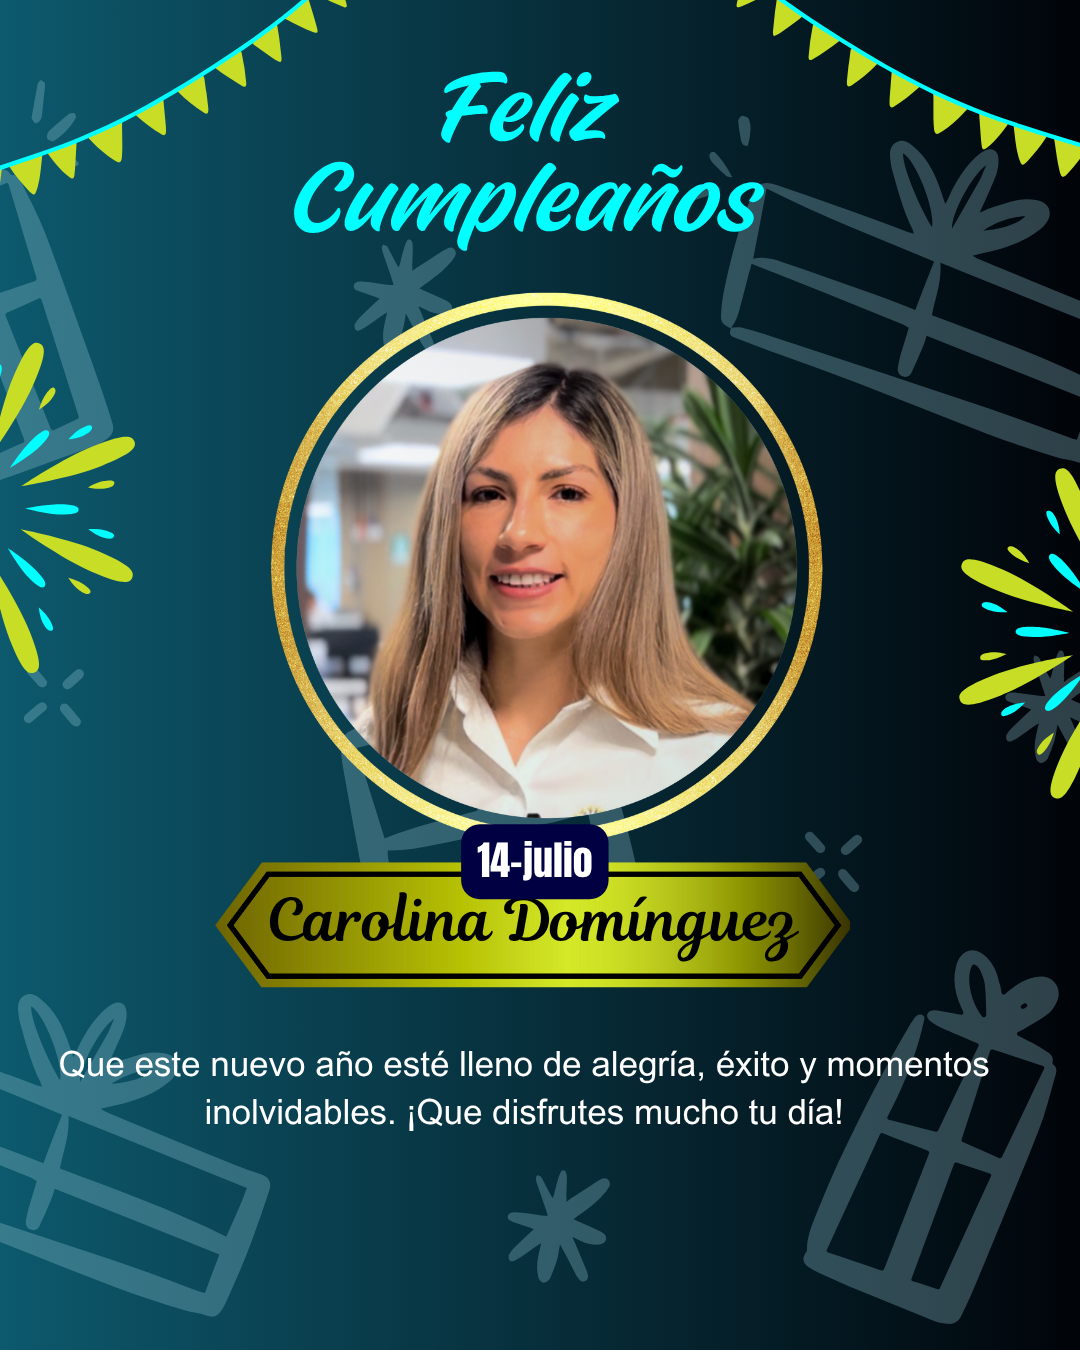 Feliz
Cumpleaños
14-julio
Carolina Domínguez
Que este nuevo año esté lleno de alegría, éxito y momentos
inolvidables. ¡Que disfrutes mucho tu día!